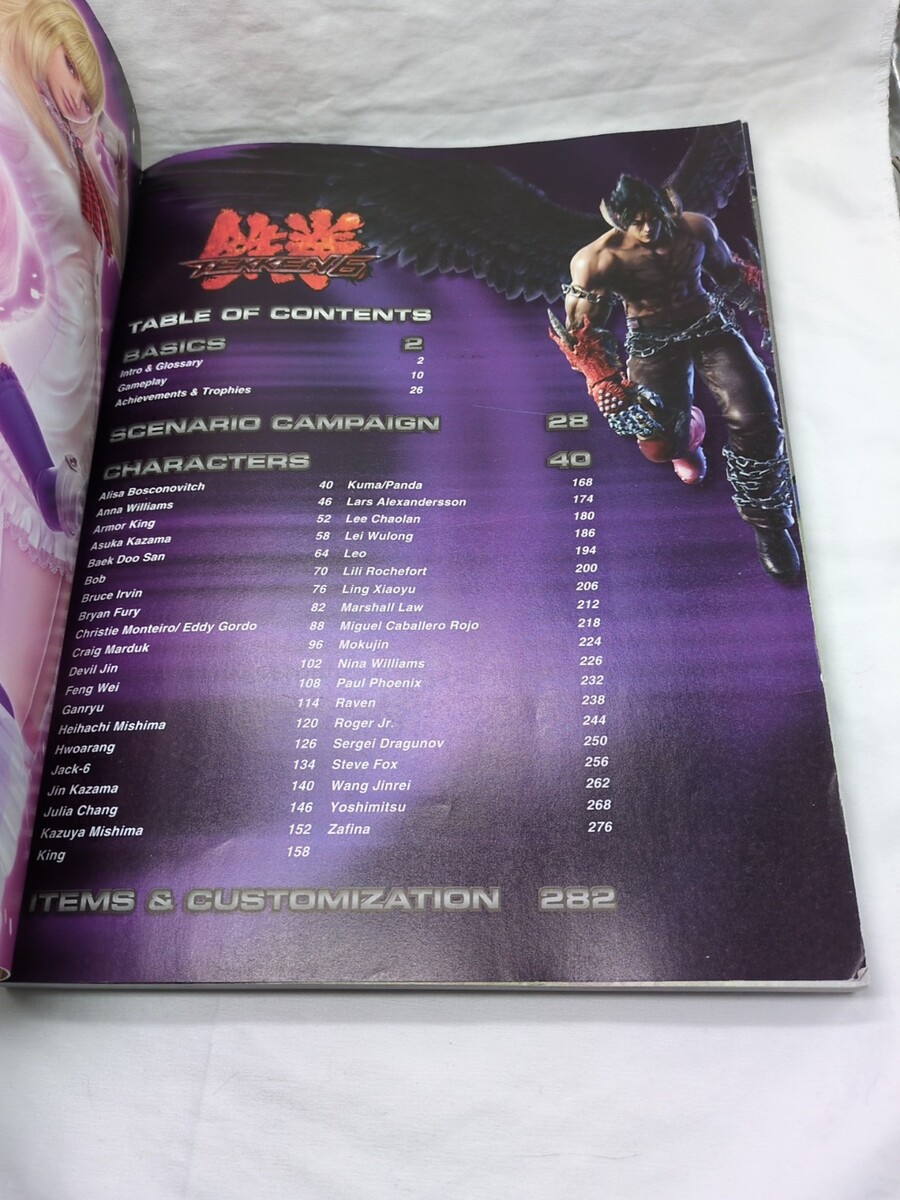 鉄拳
TEKKEN 6
TABLE OF CONTENTS
BASICS 2
Intro & Glossary 2
Gameplay 10
Achievements & Trophies 26
SCENARIO CAMPAIGN 28
CHARACTERS 40
Alisa Bosconovitch 40
Anna Williams 46
Armor King 52
Asuka Kazama 58
Baek Doo San 64
Bob 70
Bruce Irvin 76
Bryan Fury 82
Christie Monteiro/ Eddy Gordo 88
Craig Marduk 96
Devil Jin 102
Feng Wei 108
Ganryu 114
Heihachi Mishima 120
Hwoarang 126
Jack-6 134
Jin Kazama 140
Julia Chang 146
Kazuya Mishima 152
King 158
Kuma/Panda 168
Lars Alexandersson 174
Lee Chaolan 180
Lei Wulong 186
Leo 194
Lili Rochefort 200
Ling Xiaoyu 206
Marshall Law 212
Miguel Caballero Rojo 218
Mokujin 224
Nina Williams 226
Paul Phoenix 232
Raven 238
Roger Jr. 244
Sergei Dragunov 250
Steve Fox 256
Wang Jinrei 262
Yoshimitsu 268
Zafina 276
ITEMS & CUSTOMIZATION 282